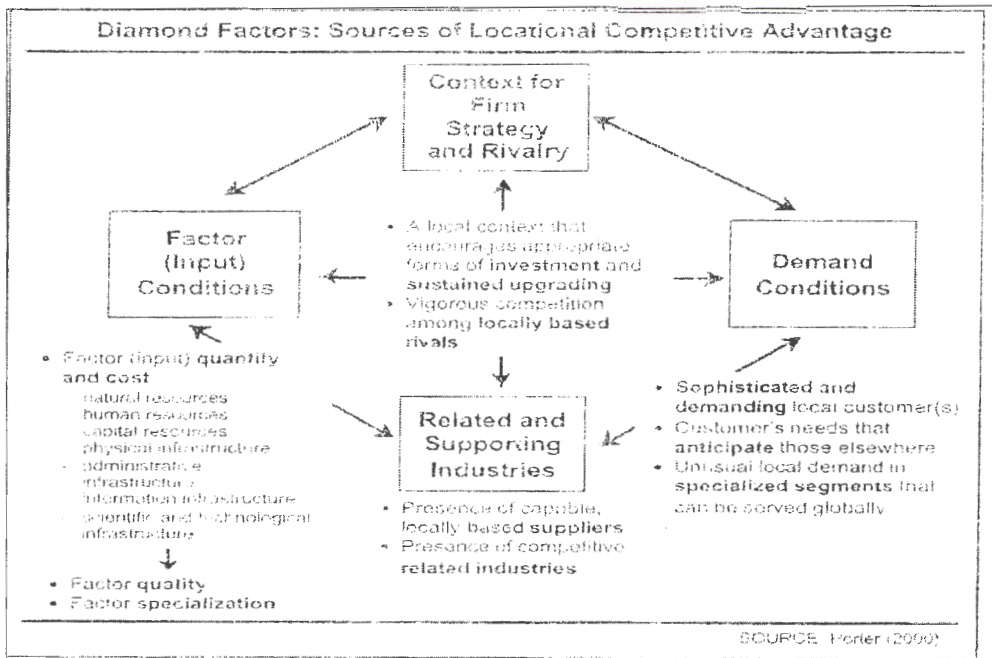 Diamond Factors: Sources of Locational Competitive Advantage
Context for
Firm
Strategy
and Rivalry
Factor
(Input)
Conditions
• A local context that
encourages appropriate
forms of investment and
sustained upgrading
• Vigorous competition
among locally based
rivals
Demand
Conditions
• Factor (input) quantity
and cost
natural resources
human resources
capital resources
physical infrastructure
administrative
infrastructure
information infrastructure
scientific and technological
infrastructure
• Factor quality
• Factor specialization
Related and
Supporting
Industries
• Presence of capable,
locally based suppliers
• Presence of competitive
related industries
• Sophisticated and
demanding local customer(s)
• Customer's needs that
anticipate those elsewhere
• Unusual local demand in
specialized segments that
can be served globally
SOURCE: Porter (2000)